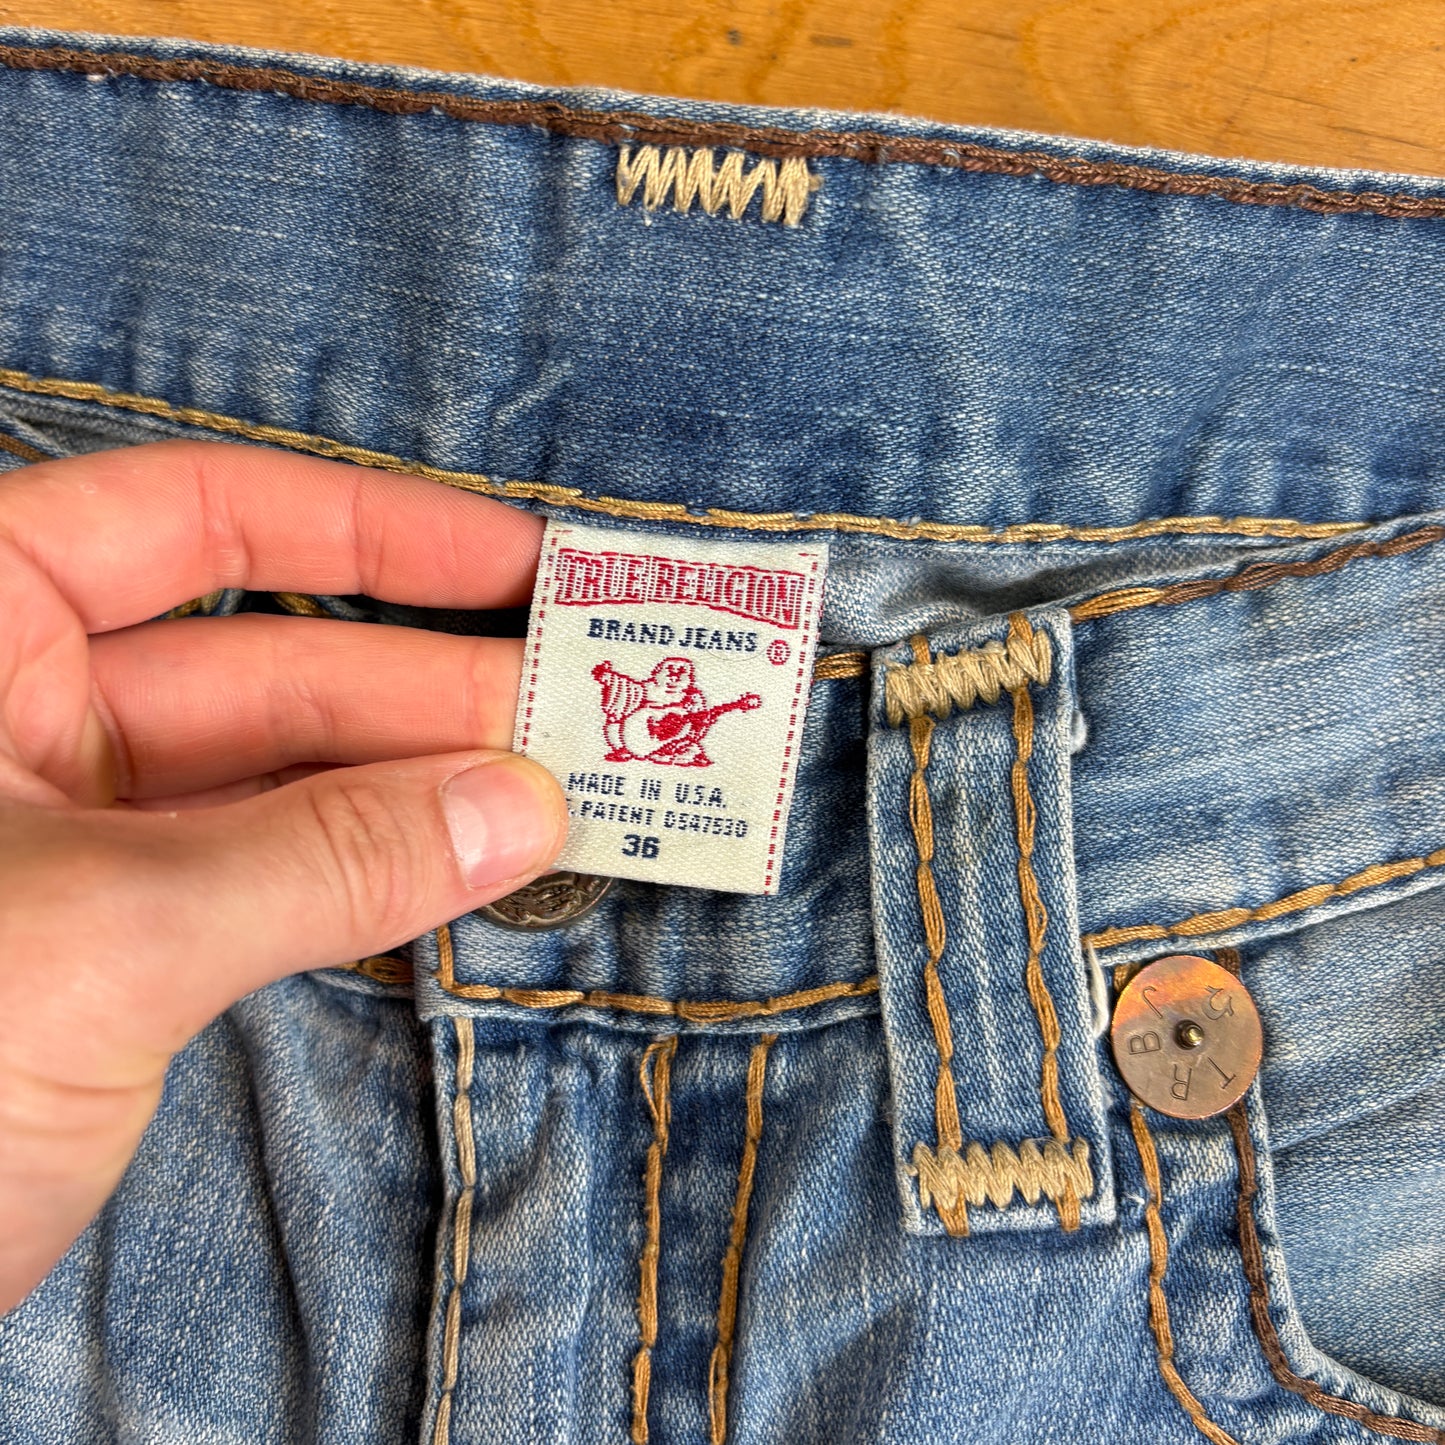 TRUE RELIGION
BRAND JEANS ®
MADE IN U.S.A.
. PATENT D547530
36
TRBJ